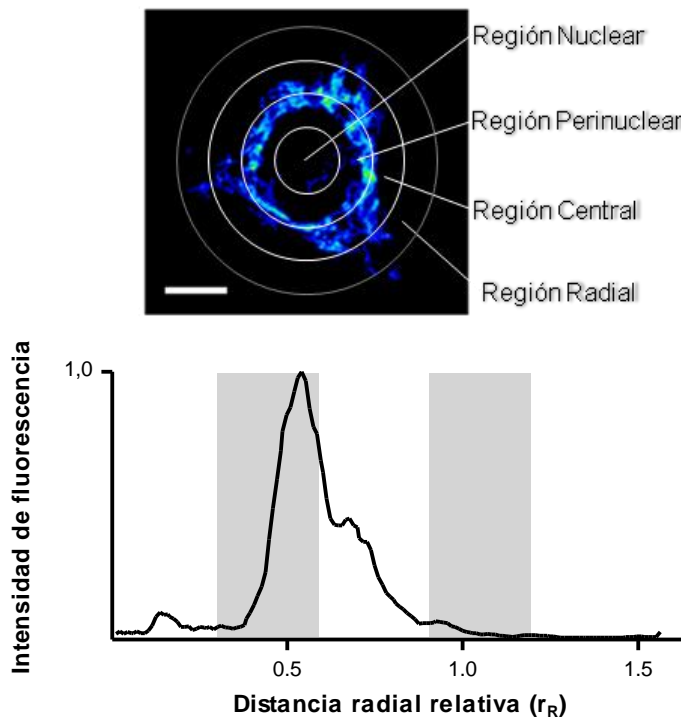 Región Nuclear
Región Perinuclear
Región Central
Región Radial
Intensidad de fluorescencia
1,0
0.5
1.0
1.5
Distancia radial relativa (rR)